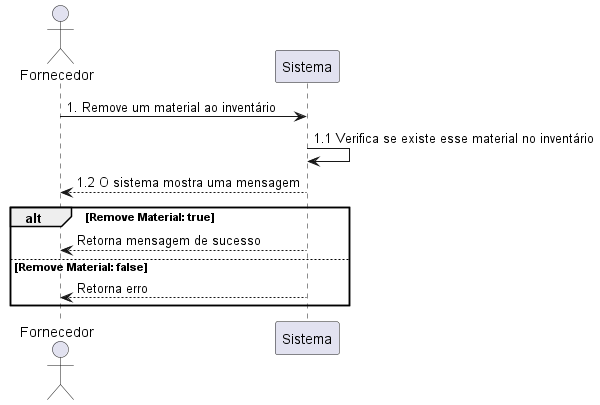 Fornecedor
Sistema
1. Remove um material ao inventário
1.1 Verifica se existe esse material no inventário
1.2 O sistema mostra uma mensagem
alt [Remove Material: true]
Retorna mensagem de sucesso
[Remove Material: false]
Retorna erro
Fornecedor
Sistema